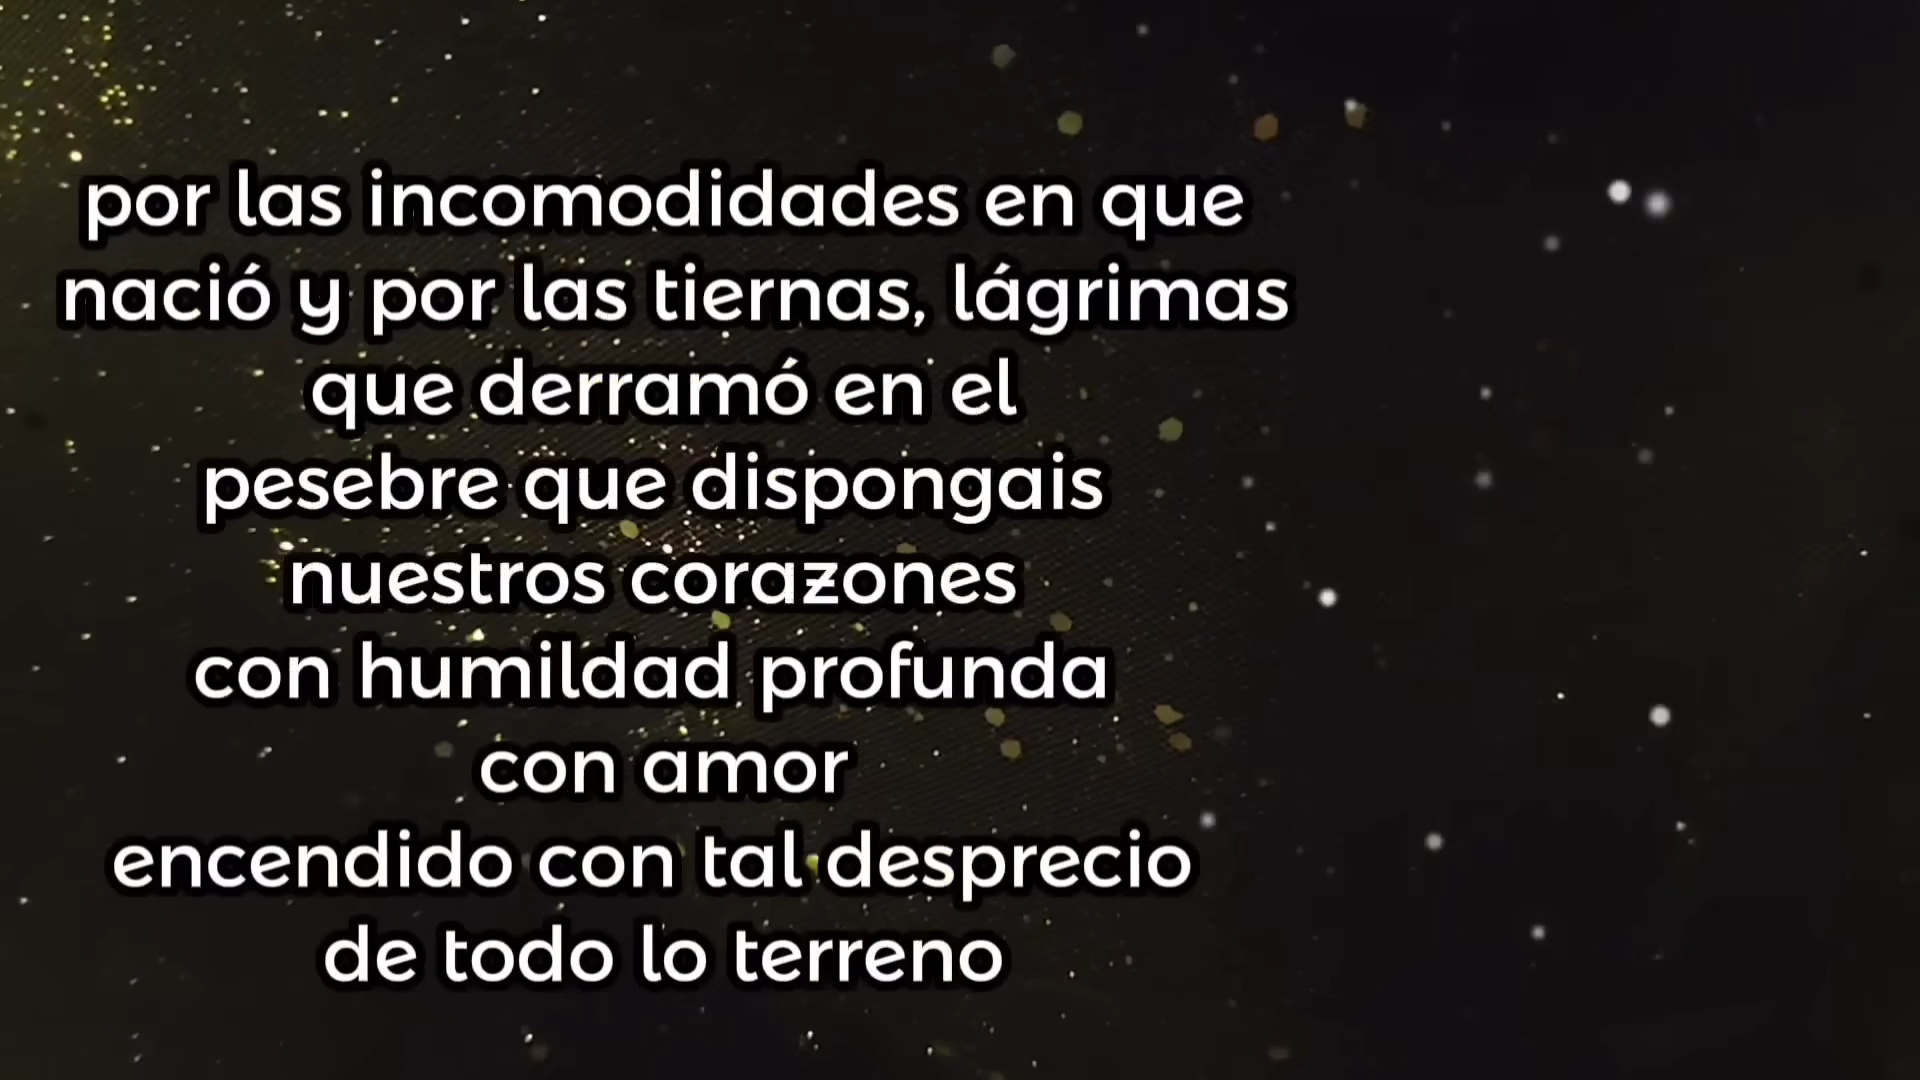 por las incomodidades en que
nació y por las tiernas, lágrimas
que derramó en el
pesebre que dispongais
nuestros corazones
con humildad profunda
con amor
encendido con tal desprecio
de todo lo terreno